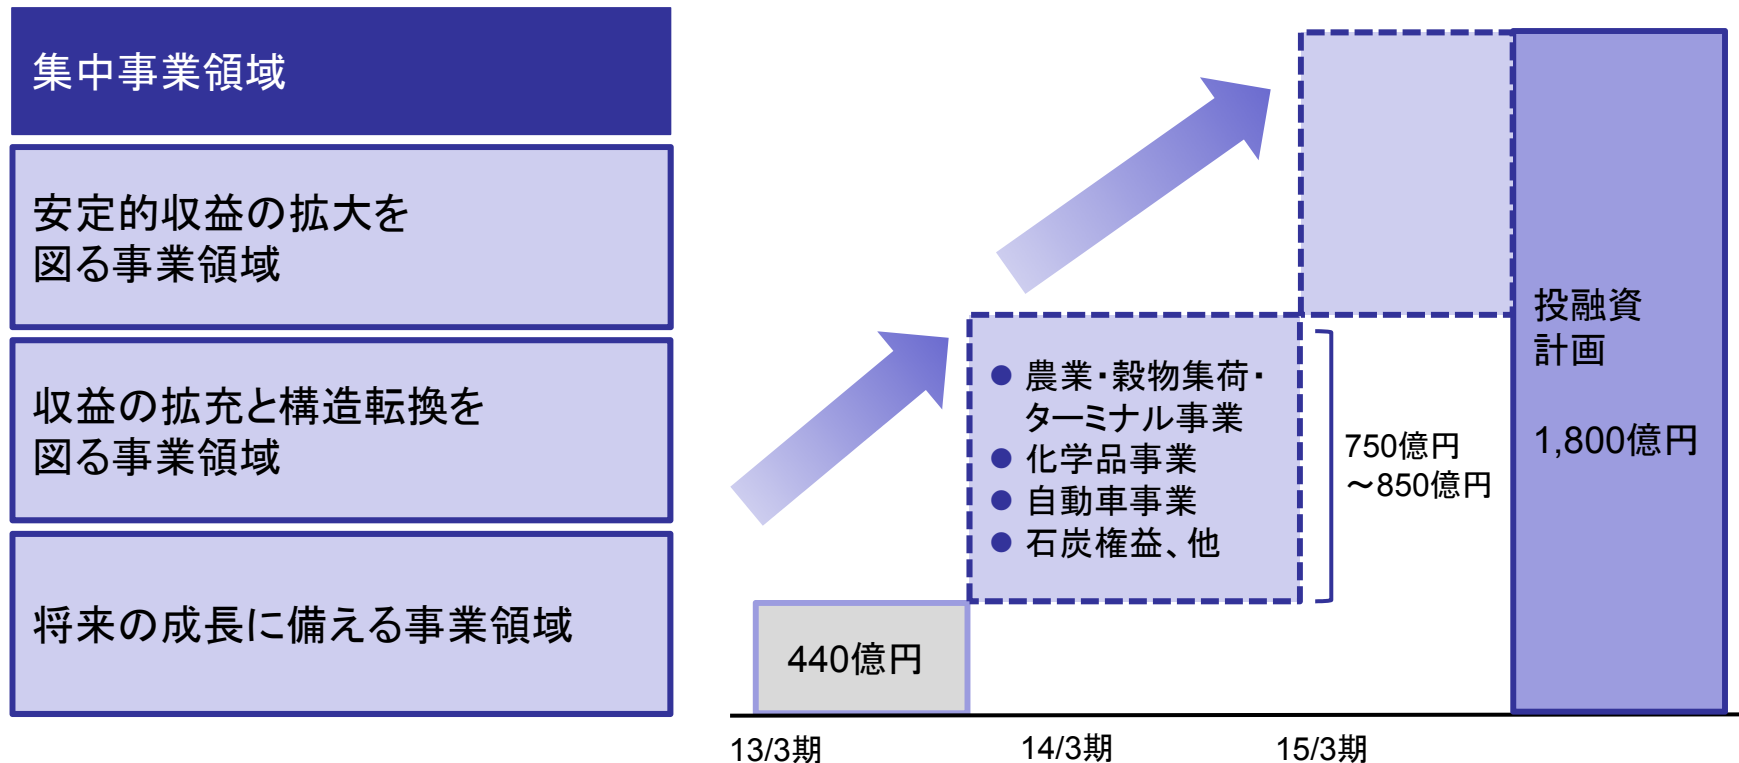 集中事業領域
安定的収益の拡大を
図る事業領域
収益の拡充と構造転換を
図る事業領域
将来の成長に備える事業領域
440億円
● 農業・穀物集荷・
ターミナル事業
● 化学品事業
● 自動車事業
● 石炭権益、他
750億円
～850億円
投融資
計画
1,800億円
13/3期
14/3期
15/3期